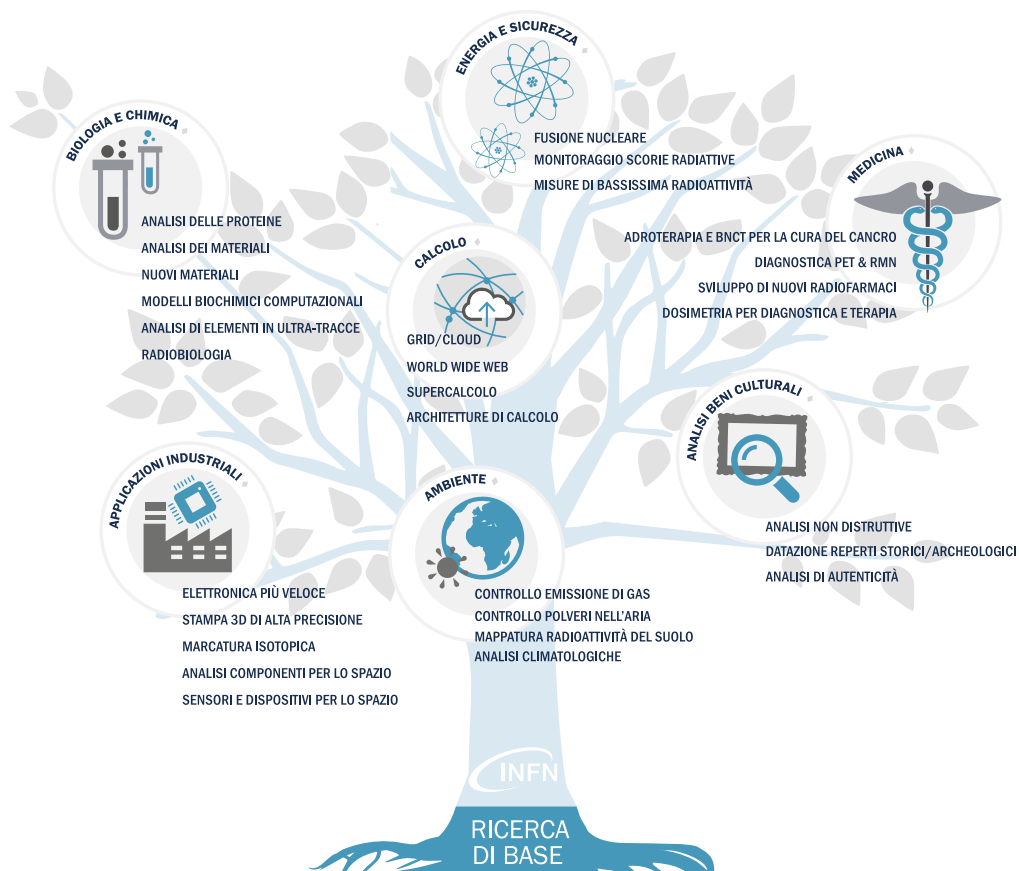 ENERGIA E SICUREZZA
FUSIONE NUCLEARE
MONITORAGGIO SCORIE RADIATTIVE
MISURE DI BASSISSIMA RADIOATTIVITÀ
BIOLOGIA E CHIMICA
ANALISI DELLE PROTEINE
ANALISI DEI MATERIALI
NUOVI MATERIALI
MODELLI BIOCHIMICI COMPUTAZIONALI
ANALISI DI ELEMENTI IN ULTRA-TRACCE
RADIOBIOLOGIA
MEDICINA
ADROTERAPIA E BNCT PER LA CURA DEL CANCRO
DIAGNOSTICA PET & RMN
SVILUPPO DI NUOVI RADIOFARMACI
DOSIMETRIA PER DIAGNOSTICA E TERAPIA
CALCOLO
GRID/CLOUD
WORLD WIDE WEB
SUPERCALCOLO
ARCHITETTURE DI CALCOLO
ANALISI BENI CULTURALI
ANALISI NON DISTRUTTIVE
DATAZIONE REPERTI STORICI/ARCHEOLOGICI
ANALISI DI AUTENTICITÀ
APPLICAZIONI INDUSTRIALI
ELETTRONICA PIÙ VELOCE
STAMPA 3D DI ALTA PRECISIONE
MARCATURA ISOTOPICA
ANALISI COMPONENTI PER LO SPAZIO
SENSORI E DISPOSITIVI PER LO SPAZIO
AMBIENTE
CONTROLLO EMISSIONE DI GAS
CONTROLLO POLVERI NELL'ARIA
MAPPATURA RADIOATTIVITÀ DEL SUOLO
ANALISI CLIMATOLOGICHE
INFN
RICERCA
DI BASE